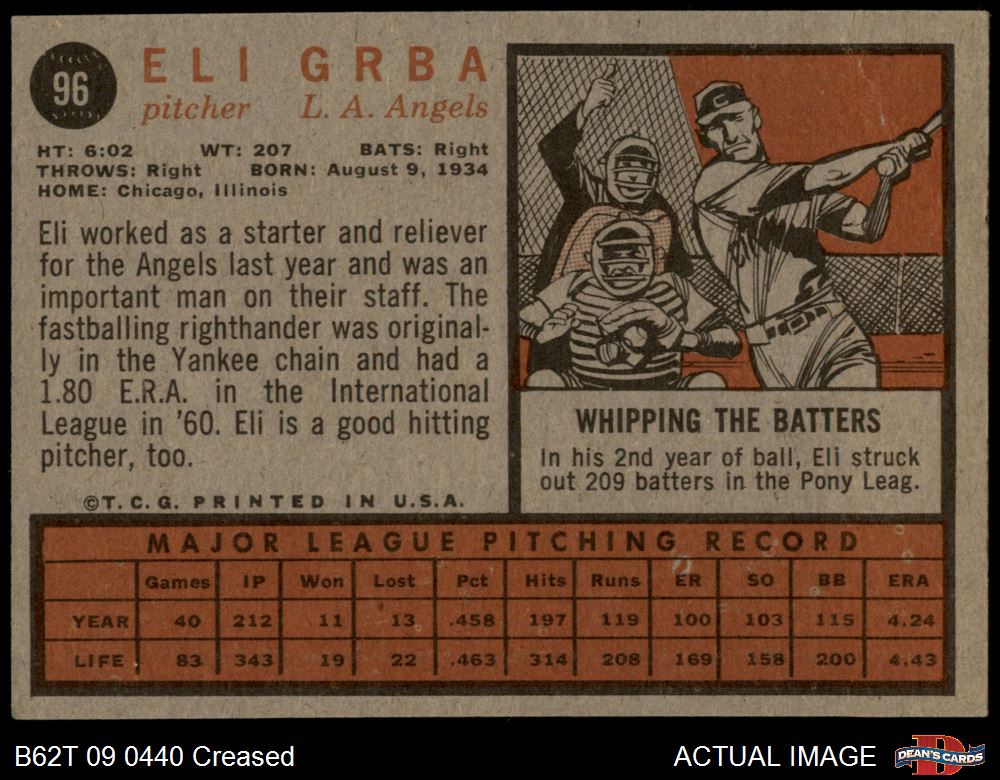 96
ELI GRBA
pitcher L. A. Angels
HT: 6:02 WT: 207 BATS: Right
THROWS: Right BORN: August 9, 1934
HOME: Chicago, Illinois
Eli worked as a starter and reliever
for the Angels last year and was an
important man on their staff. The
fastballing righthander was original-
ly in the Yankee chain and had a
1.80 E.R.A. in the International
League in '60. Eli is a good hitting
pitcher, too.
©T.C.G. PRINTED IN U.S.A.
C
WHIPPING THE BATTERS
In his 2nd year of ball, Eli struck
out 209 batters in the Pony Leag.
MAJOR LEAGUE PITCHING RECORD
Games IP Won Lost Pct Hits Runs ER SO BB ERA
YEAR 40 212 11 13 .458 197 119 100 103 115 4.24
LIFE 83 343 19 22 .463 314 208 169 158 200 4.43
B62T 09 0440 Creased ACTUAL IMAGE DEAN'S CARDS